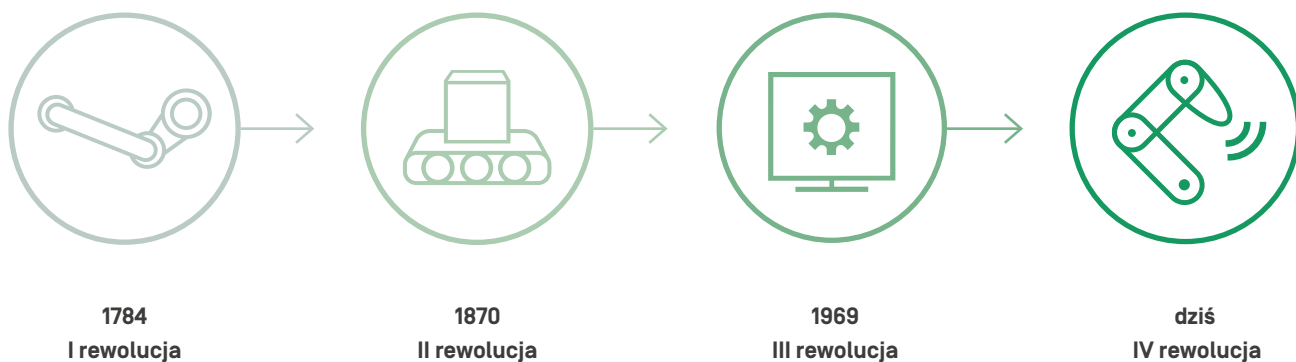 1784
I rewolucja
1870
II rewolucja
1969
III rewolucja
dziś
IV rewolucja